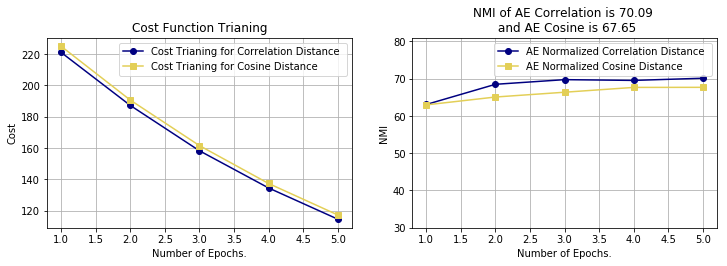 Cost Function Trianing
Cost Trianing for Correlation Distance
Cost Trianing for Cosine Distance
Cost
220
200
180
160
140
120
1.0 1.5 2.0 2.5 3.0 3.5 4.0 4.5 5.0
Number of Epochs.
NMI of AE Correlation is 70.09
and AE Cosine is 67.65
AE Normalized Correlation Distance
AE Normalized Cosine Distance
NMI
80
70
60
50
40
30
1.0 1.5 2.0 2.5 3.0 3.5 4.0 4.5 5.0
Number of Epochs.